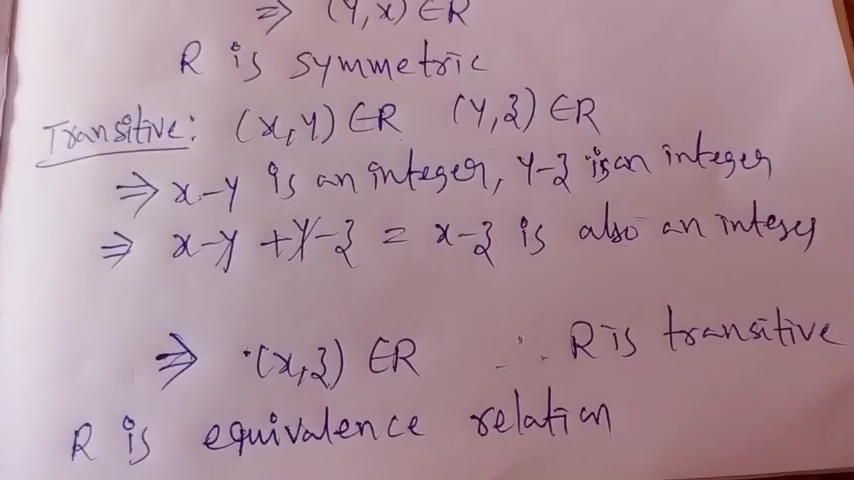 ⇒ (Y,x) ∈R
R is symmetric
Transitive: (x,y) ∈R (y,z) ∈R
⇒ x-y is an integer, y-z is an integer
⇒ x-y +y-z = x-z is also an integer
⇒ (x,z) ∈R ∴ R is transitive
R is equivalence relation